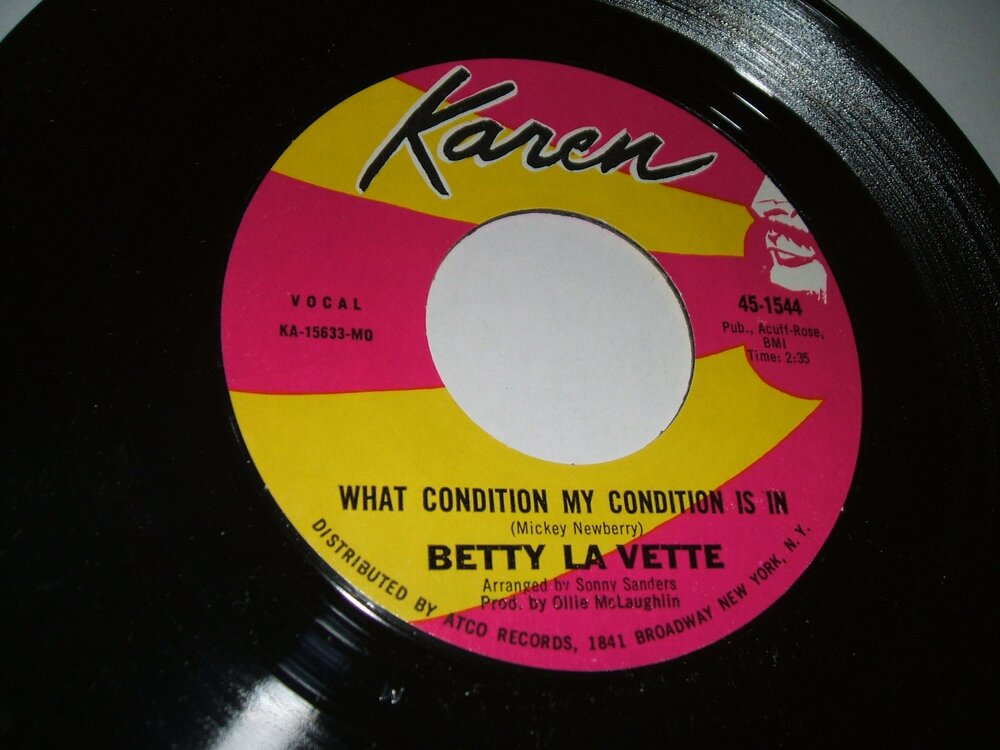 Karen
VOCAL
KA-15633-MO
45-1544
Pub., Acuff-Rose,
BMI
Time: 2:35
WHAT CONDITION MY CONDITION IS IN
(Mickey Newberry)
BETTY LA VETTE
Arranged by Sonny Sanders
Prod. by Ollie McLaughlin
DISTRIBUTED BY ATCO RECORDS, 1841 BROADWAY NEW YORK, N.Y.